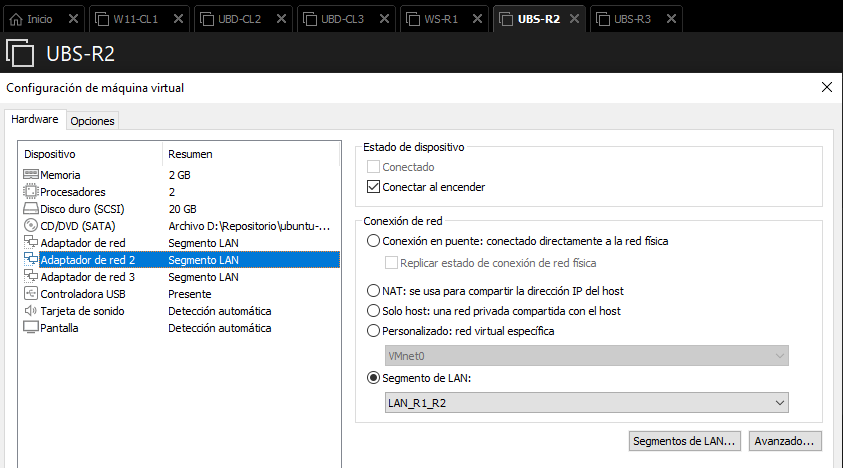 Inicio W11-CL1 UBD-CL2 UBD-CL3 WS-R1 UBS-R2 UBS-R3
UBS-R2
Configuración de máquina virtual
Hardware Opciones
Dispositivo Resumen
Memoria 2 GB
Procesadores 2
Disco duro (SCSI) 20 GB
CD/DVD (SATA) Archivo D:\Repositorio\ubuntu-...
Adaptador de red Segmento LAN
Adaptador de red 2 Segmento LAN
Adaptador de red 3 Segmento LAN
Controladora USB Presente
Tarjeta de sonido Detección automática
Pantalla Detección automática
Estado de dispositivo
Conectado
Conectar al encender
Conexión de red
Conexión en puente: conectado directamente a la red física
Replicar estado de conexión de red física
NAT: se usa para compartir la dirección IP del host
Solo host: una red privada compartida con el host
Personalizado: red virtual específica
VMnet0
Segmento de LAN:
LAN_R1_R2
Segmentos de LAN... Avanzado...